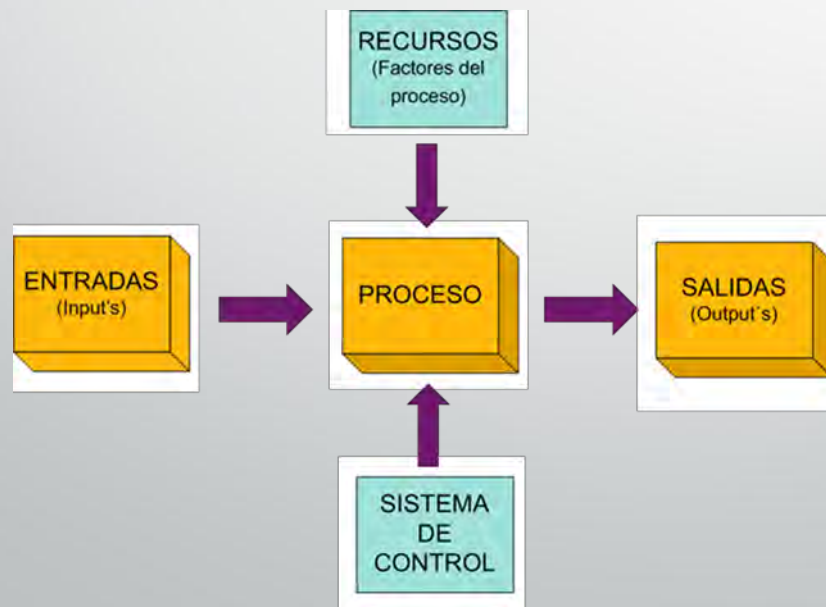 RECURSOS
(Factores del
proceso)
ENTRADAS
(Input's)
PROCESO
SALIDAS
(Output´s)
SISTEMA
DE
CONTROL